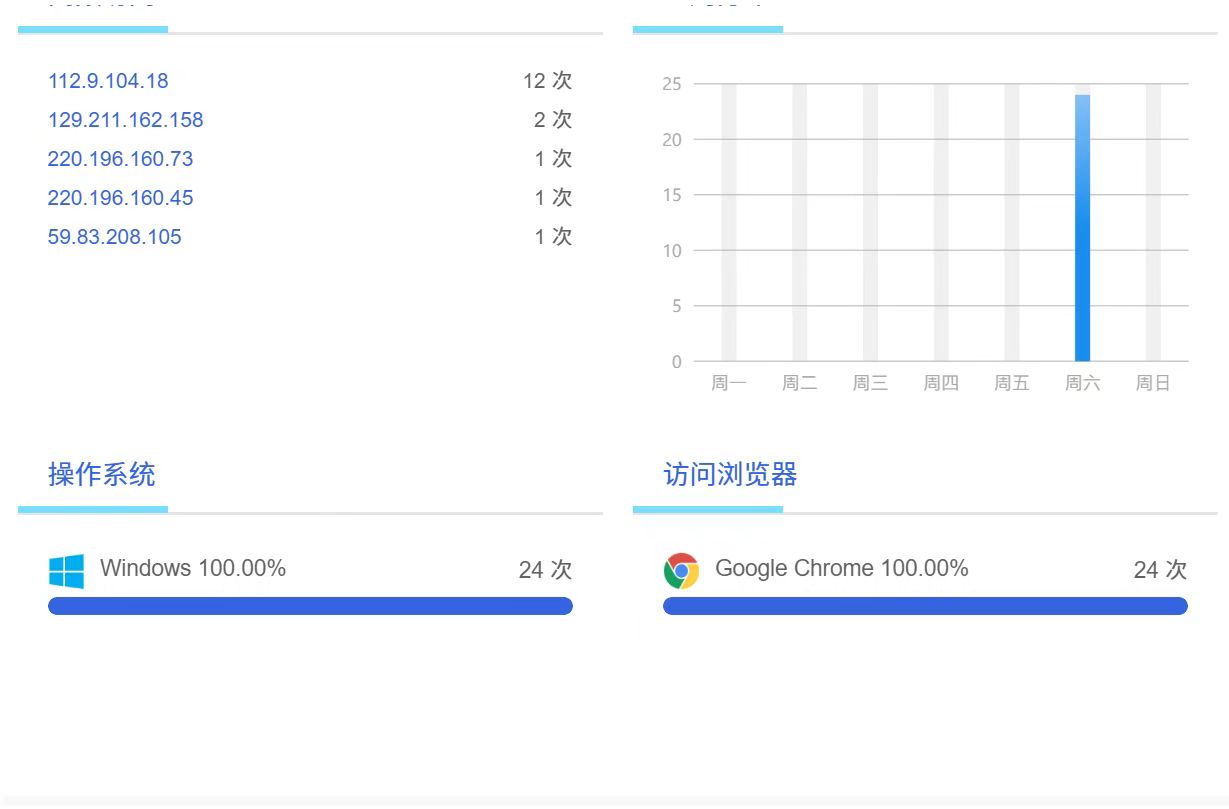 112.9.104.18 12 次
129.211.162.158 2 次
220.196.160.73 1 次
220.196.160.45 1 次
59.83.208.105 1 次
25
20
15
10
5
0
周一 周二 周三 周四 周五 周六 周日
操作系统
Windows 100.00% 24 次
访问浏览器
Google Chrome 100.00% 24 次